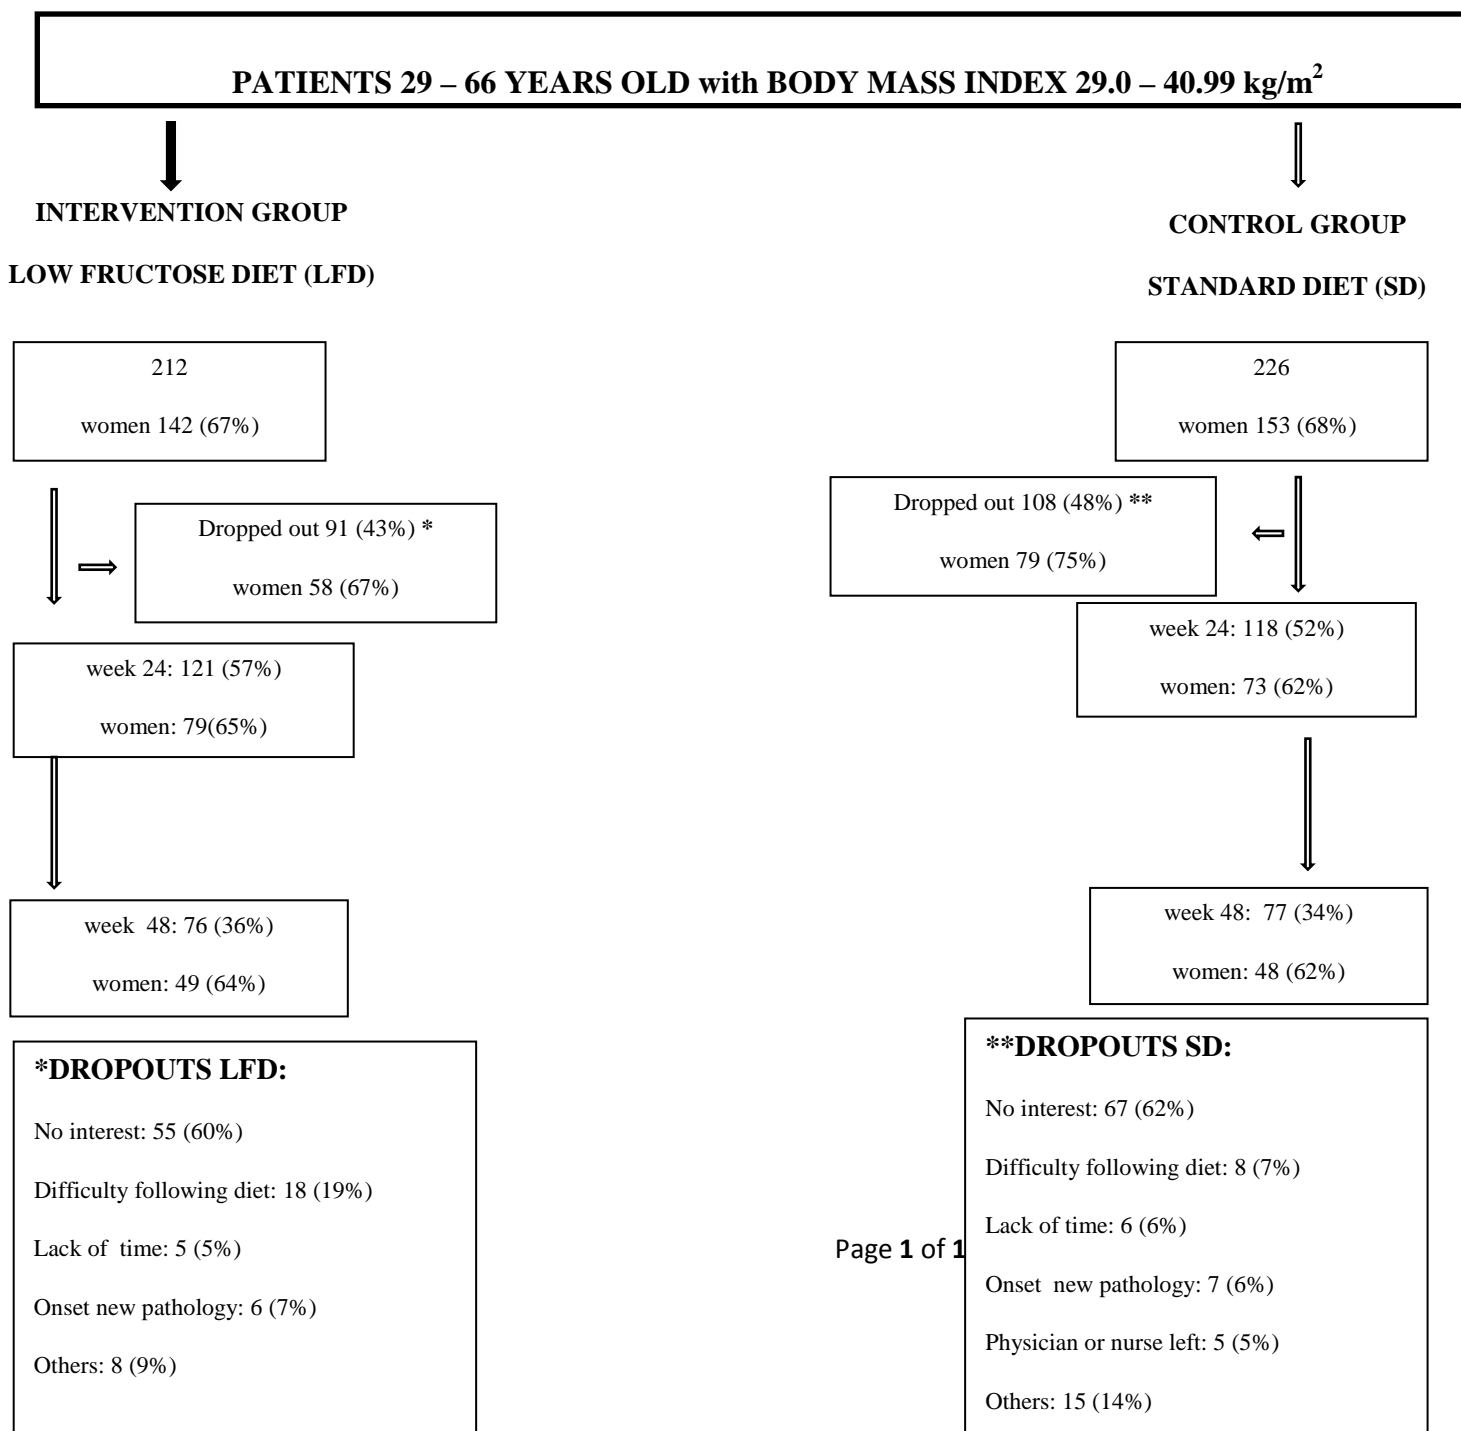 PATIENTS 29 – 66 YEARS OLD with BODY MASS INDEX 29.0 – 40.99 kg/m²
INTERVENTION GROUP
LOW FRUCTOSE DIET (LFD)
CONTROL GROUP
STANDARD DIET (SD)
212
women 142 (67%)
226
women 153 (68%)
Dropped out 91 (43%) *
women 58 (67%)
Dropped out 108 (48%) **
women 79 (75%)
week 24: 121 (57%)
women: 79(65%)
week 24: 118 (52%)
women: 73 (62%)
week 48: 76 (36%)
women: 49 (64%)
week 48: 77 (34%)
women: 48 (62%)
*DROPOUTS LFD:
No interest: 55 (60%)
Difficulty following diet: 18 (19%)
Lack of time: 5 (5%)
Onset new pathology: 6 (7%)
Others: 8 (9%)
**DROPOUTS SD:
No interest: 67 (62%)
Difficulty following diet: 8 (7%)
Lack of time: 6 (6%)
Onset new pathology: 7 (6%)
Physician or nurse left: 5 (5%)
Others: 15 (14%)
Page 1 of 1